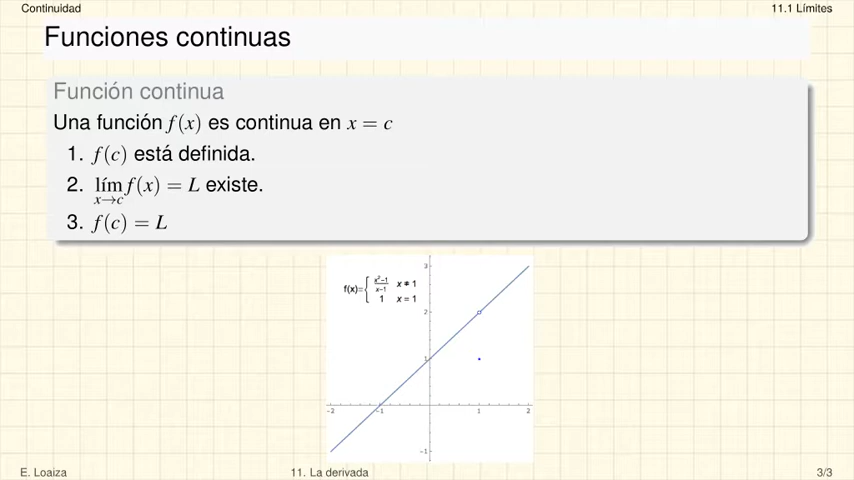 Continuidad
11.1 Límites
Funciones continuas
Función continua
Una función f(x) es continua en x = c
1. f(c) está definida.
2. lím f(x) = L existe.
x→c
3. f(c) = L
f(x)= { x²−1 / x−1   x ≠ 1
1   x = 1
3
2
1
−2 −1 1 2
−1
E. Loaiza
11. La derivada
3/3